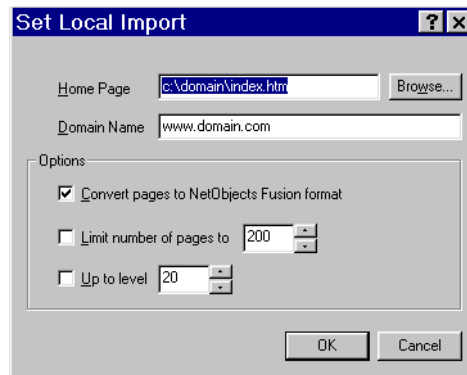 Set Local Import
Home Page c:\domain\index.htm Browse...
Domain Name www.domain.com
Options
Convert pages to NetObjects Fusion format
Limit number of pages to 200
Up to level 20
OK Cancel